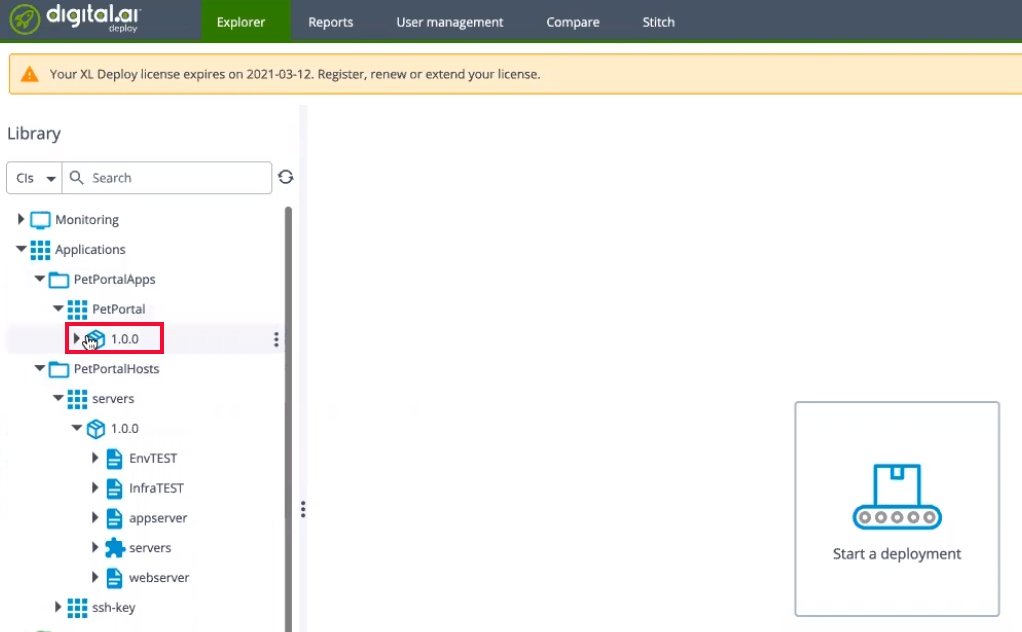 digital.ai
deploy
Explorer
Reports
User management
Compare
Stitch
Your XL Deploy license expires on 2021-03-12. Register, renew or extend your license.
Library
CIs
Search
Monitoring
Applications
PetPortalApps
PetPortal
1.0.0
PetPortalHosts
servers
1.0.0
EnvTEST
InfraTEST
appserver
servers
webserver
ssh-key
Start a deployment